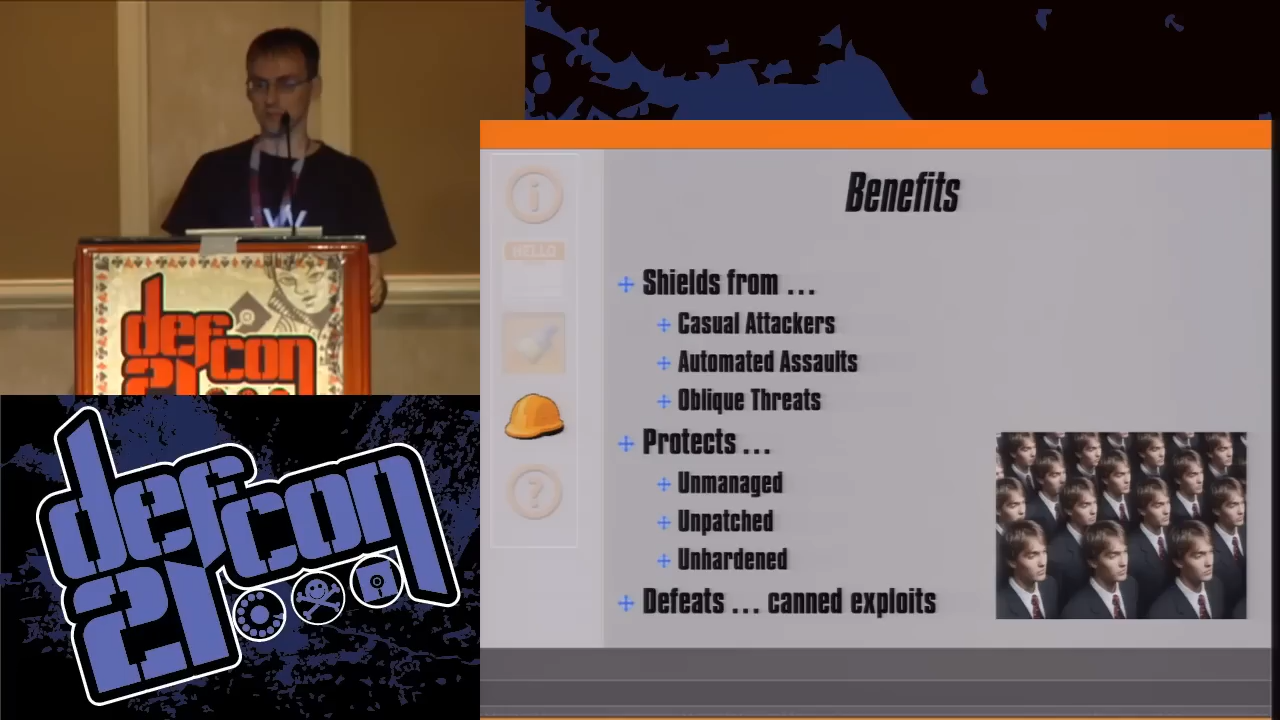 W
defcon
21
defcon
21
HELLO
Benefits
Shields from ...
Casual Attackers
Automated Assaults
Oblique Threats
Protects ...
Unmanaged
Unpatched
Unhardened
Defeats ... canned exploits